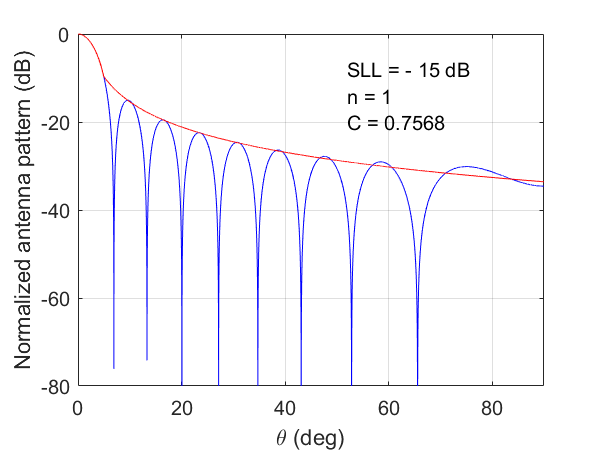 SLL = - 15 dB
n = 1
C = 0.7568
Normalized antenna pattern (dB)
0
-20
-40
-60
-80
0 20 40 60 80
θ (deg)